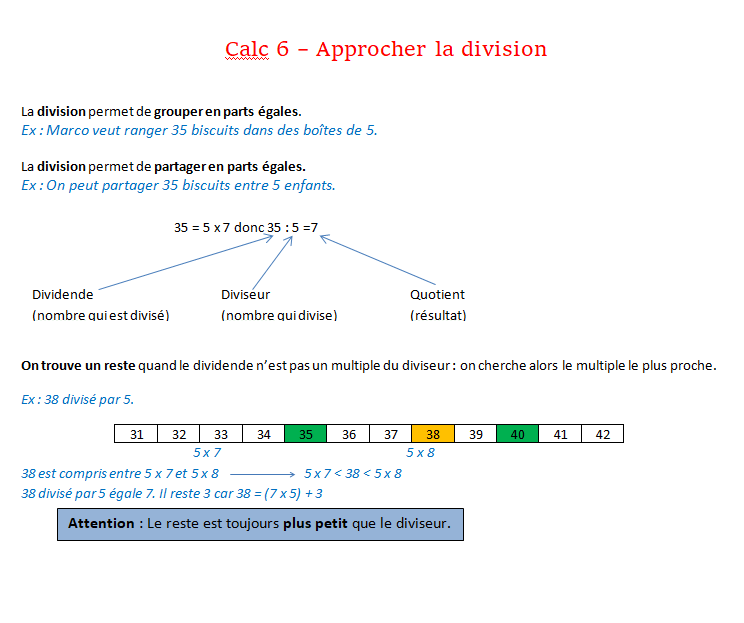 Calc 6 – Approcher la division
La division permet de grouper en parts égales.
Ex : Marco veut ranger 35 biscuits dans des boîtes de 5.
La division permet de partager en parts égales.
Ex : On peut partager 35 biscuits entre 5 enfants.
35 = 5 x 7 donc 35 : 5 =7
Dividende Diviseur Quotient
(nombre qui est divisé) (nombre qui divise) (résultat)
On trouve un reste quand le dividende n’est pas un multiple du diviseur : on cherche alors le multiple le plus proche.
Ex : 38 divisé par 5.
31 32 33 34 35 36 37 38 39 40 41 42
5 x 7 5 x 8
38 est compris entre 5 x 7 et 5 x 8 5 x 7 < 38 < 5 x 8
38 divisé par 5 égale 7. Il reste 3 car 38 = (7 x 5) + 3
Attention : Le reste est toujours plus petit que le diviseur.